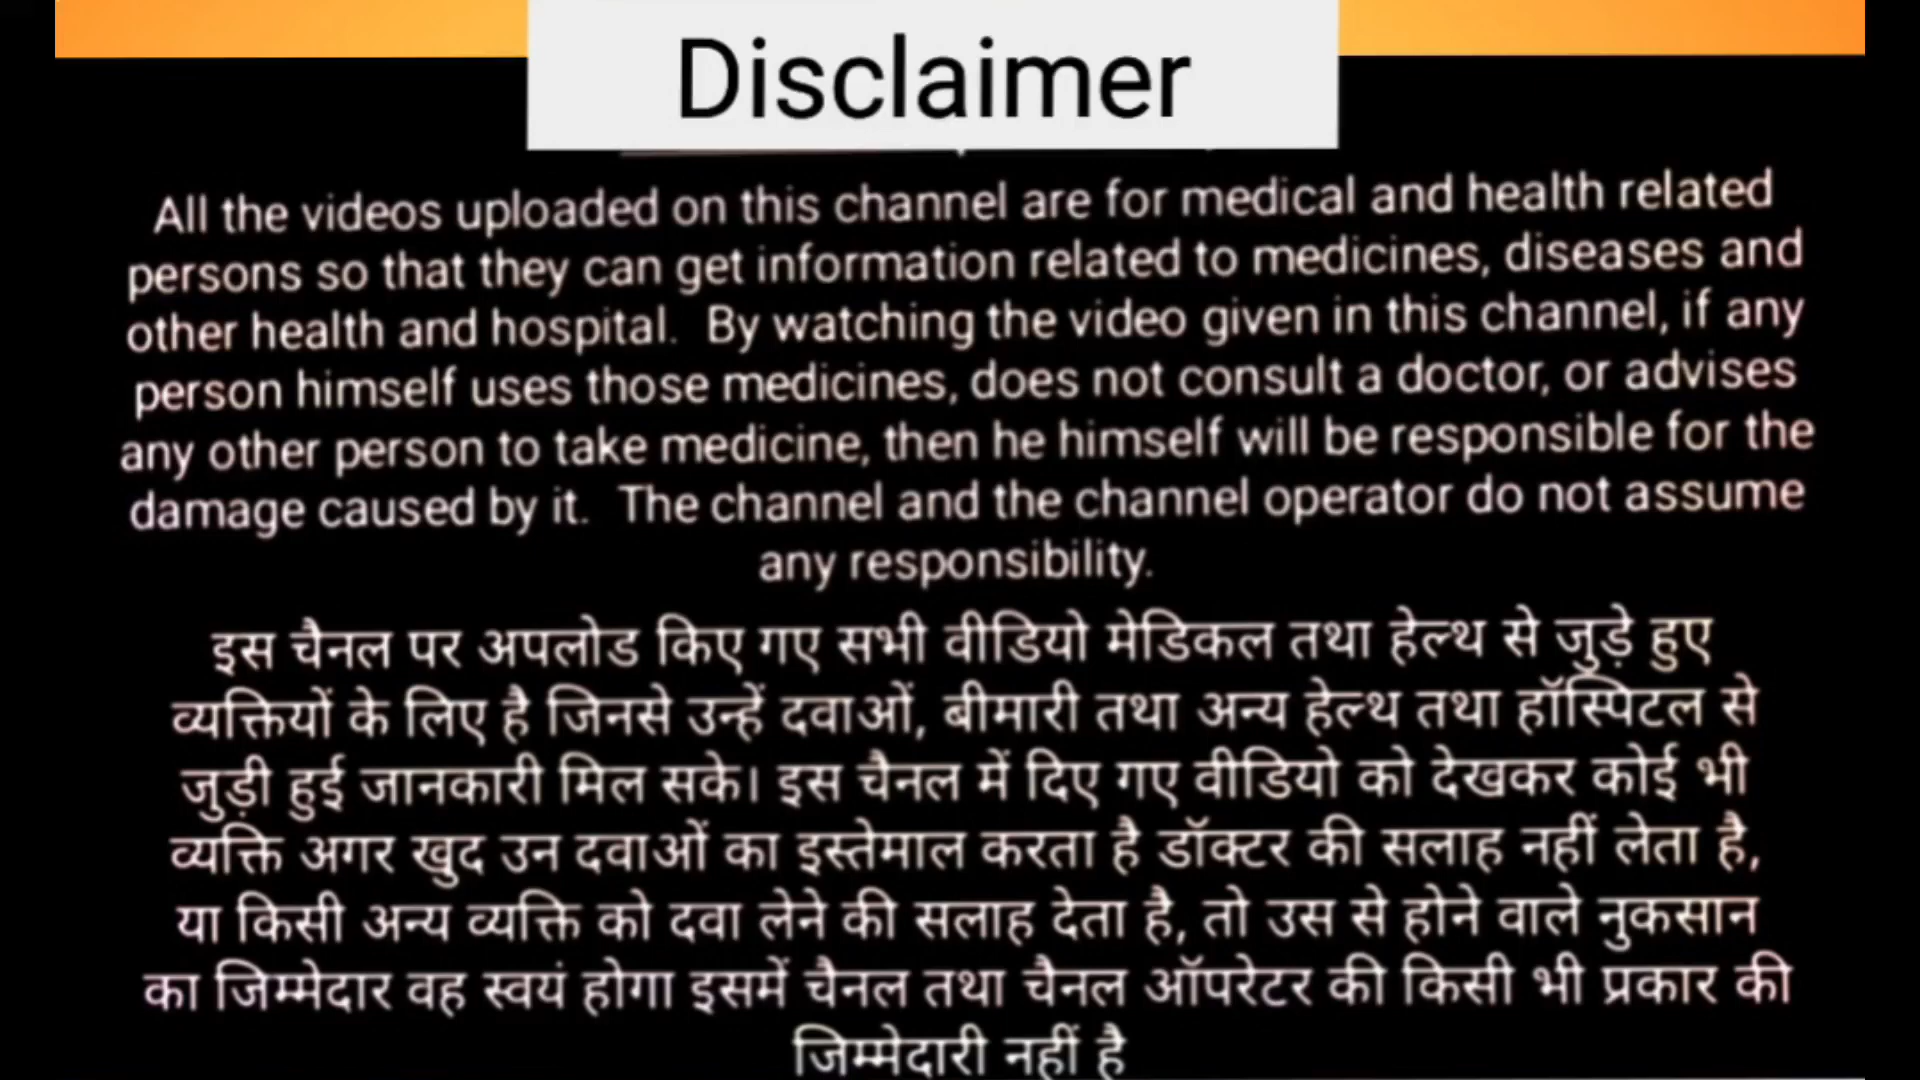 Disclaimer
All the videos uploaded on this channel are for medical and health related
persons so that they can get information related to medicines, diseases and
other health and hospital. By watching the video given in this channel, if any
person himself uses those medicines, does not consult a doctor, or advises
any other person to take medicine, then he himself will be responsible for the
damage caused by it. The channel and the channel operator do not assume
any responsibility.
इस चैनल पर अपलोड किए गए सभी वीडियो मेडिकल तथा हेल्थ से जुड़े हुए
व्यक्तियों के लिए है जिनसे उन्हें दवाओं, बीमारी तथा अन्य हेल्थ तथा हॉस्पिटल से
जुड़ी हुई जानकारी मिल सके। इस चैनल में दिए गए वीडियो को देखकर कोई भी
व्यक्ति अगर खुद उन दवाओं का इस्तेमाल करता है डॉक्टर की सलाह नहीं लेता है,
या किसी अन्य व्यक्ति को दवा लेने की सलाह देता है, तो उस से होने वाले नुकसान
का जिम्मेदार वह स्वयं होगा इसमें चैनल तथा चैनल ऑपरेटर की किसी भी प्रकार की
जिम्मेदारी नहीं है